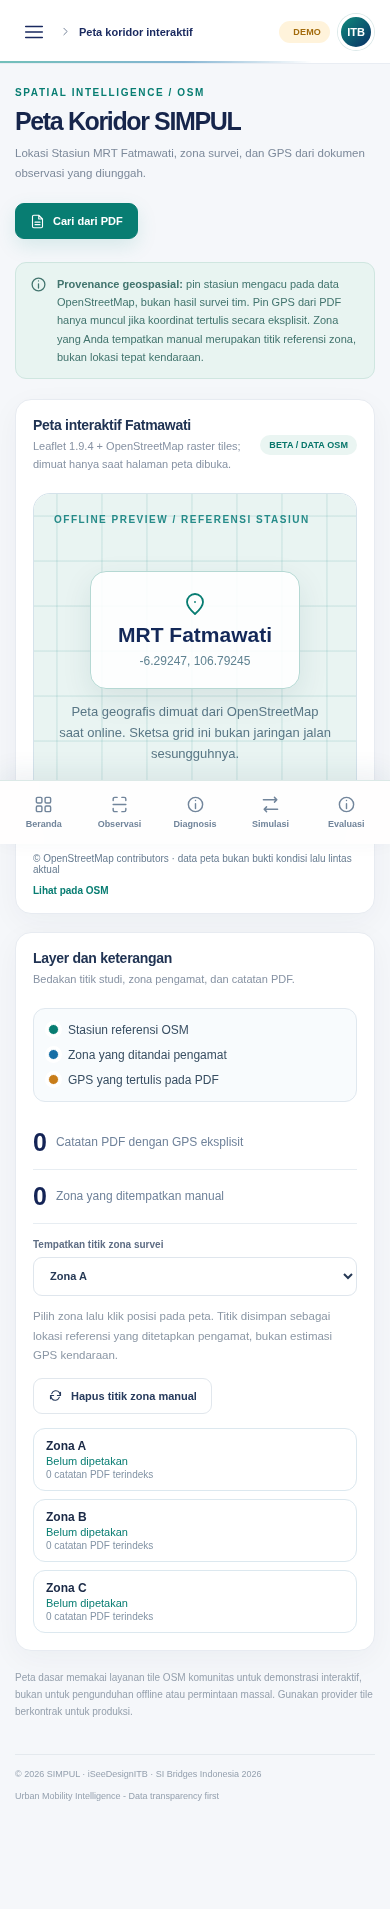 Peta koridor interaktif
DEMO
ITB
SPATIAL INTELLIGENCE / OSM
Peta Koridor SIMPUL
Lokasi Stasiun MRT Fatmawati, zona survei, dan GPS dari dokumen
observasi yang diunggah.
Cari dari PDF
Provenance geospasial: pin stasiun mengacu pada data
OpenStreetMap, bukan hasil survei tim. Pin GPS dari PDF
hanya muncul jika koordinat tertulis secara eksplisit. Zona
yang Anda tempatkan manual merupakan titik referensi zona,
bukan lokasi tepat kendaraan.
Peta interaktif Fatmawati
Leaflet 1.9.4 + OpenStreetMap raster tiles;
dimuat hanya saat halaman peta dibuka.
BETA / DATA OSM
OFFLINE PREVIEW / REFERENSI STASIUN
MRT Fatmawati
-6.29247, 106.79245
Peta geografis dimuat dari OpenStreetMap
saat online. Sketsa grid ini bukan jaringan jalan
sesungguhnya.
Beranda
Observasi
Diagnosis
Simulasi
Evaluasi
© OpenStreetMap contributors · data peta bukan bukti kondisi lalu lintas
aktual
Lihat pada OSM
Layer dan keterangan
Bedakan titik studi, zona pengamat, dan catatan PDF.
Stasiun referensi OSM
Zona yang ditandai pengamat
GPS yang tertulis pada PDF
0 Catatan PDF dengan GPS eksplisit
0 Zona yang ditempatkan manual
Tempatkan titik zona survei
Zona A
Pilih zona lalu klik posisi pada peta. Titik disimpan sebagai
lokasi referensi yang ditetapkan pengamat, bukan estimasi
GPS kendaraan.
Hapus titik zona manual
Zona A
Belum dipetakan
0 catatan PDF terindeks
Zona B
Belum dipetakan
0 catatan PDF terindeks
Zona C
Belum dipetakan
0 catatan PDF terindeks
Peta dasar memakai layanan tile OSM komunitas untuk demonstrasi interaktif,
bukan untuk pengunduhan offline atau permintaan massal. Gunakan provider tile
berkontrak untuk produksi.
© 2026 SIMPUL · iSeeDesignITB · SI Bridges Indonesia 2026
Urban Mobility Intelligence - Data transparency first